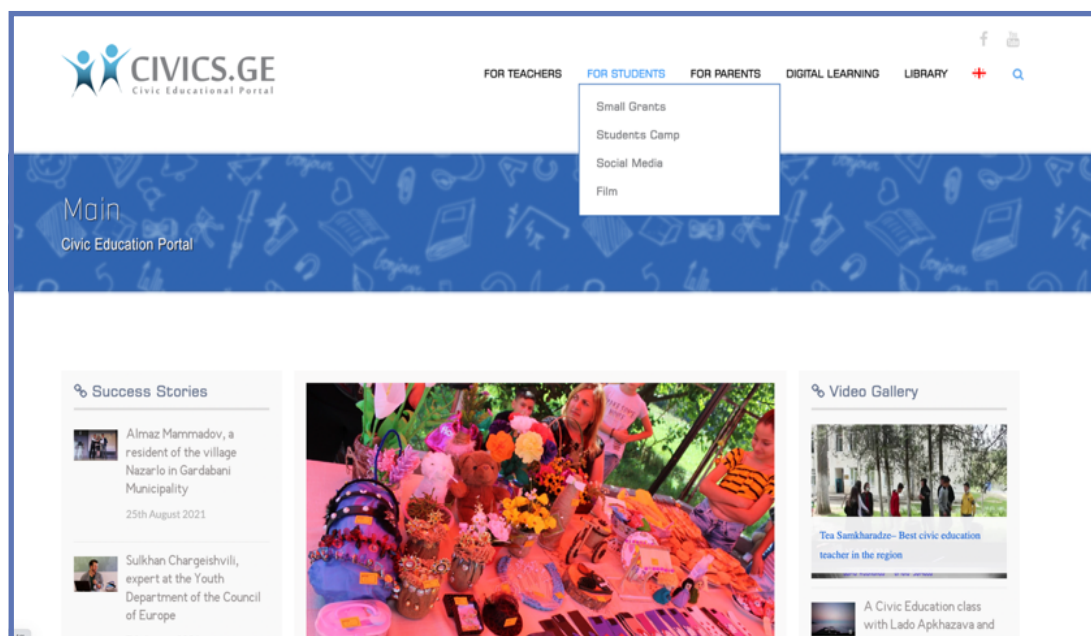 CIVICS.GE
Civic Educational Portal
FOR TEACHERS
FOR STUDENTS
FOR PARENTS
DIGITAL LEARNING
LIBRARY
Small Grants
Students Camp
Social Media
Film
Main
Civic Education Portal
Success Stories
Almaz Mammadov, a
resident of the village
Nazarlo in Gardabani
Municipality
25th August 2021
Sulkhan Chargeishvili,
expert at the Youth
Department of the Council
of Europe
Video Gallery
Tea Samkharadze– Best civic education
teacher in the region
A Civic Education class
with Lado Apkhazava and